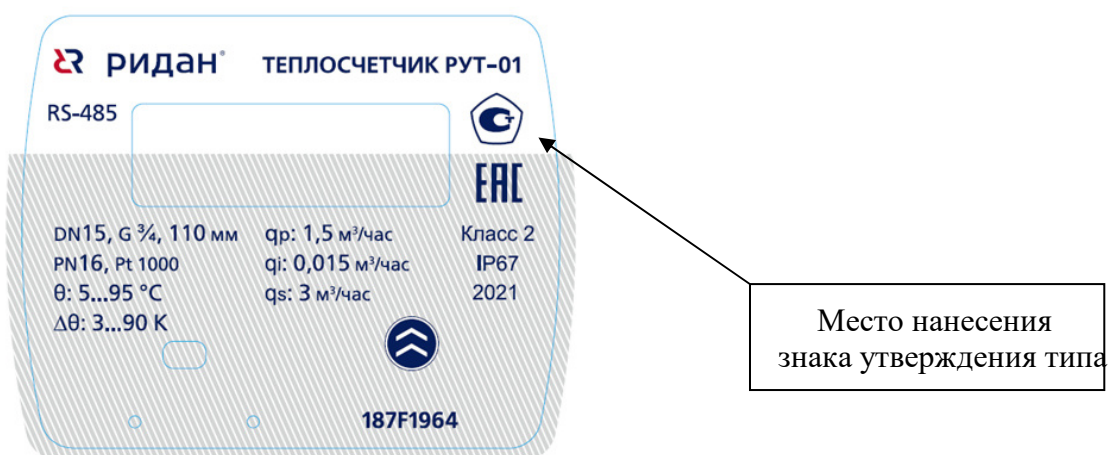 ридан®
ТЕПЛОСЧЕТЧИК РУТ-01
RS-485
EAC
DN15, G ¾, 110 мм
PN16, Pt 1000
θ: 5...95 °C
Δθ: 3...90 K
qp: 1,5 м³/час
qi: 0,015 м³/час
qs: 3 м³/час
Класс 2
IP67
2021
187F1964
Место нанесения
знака утверждения типа